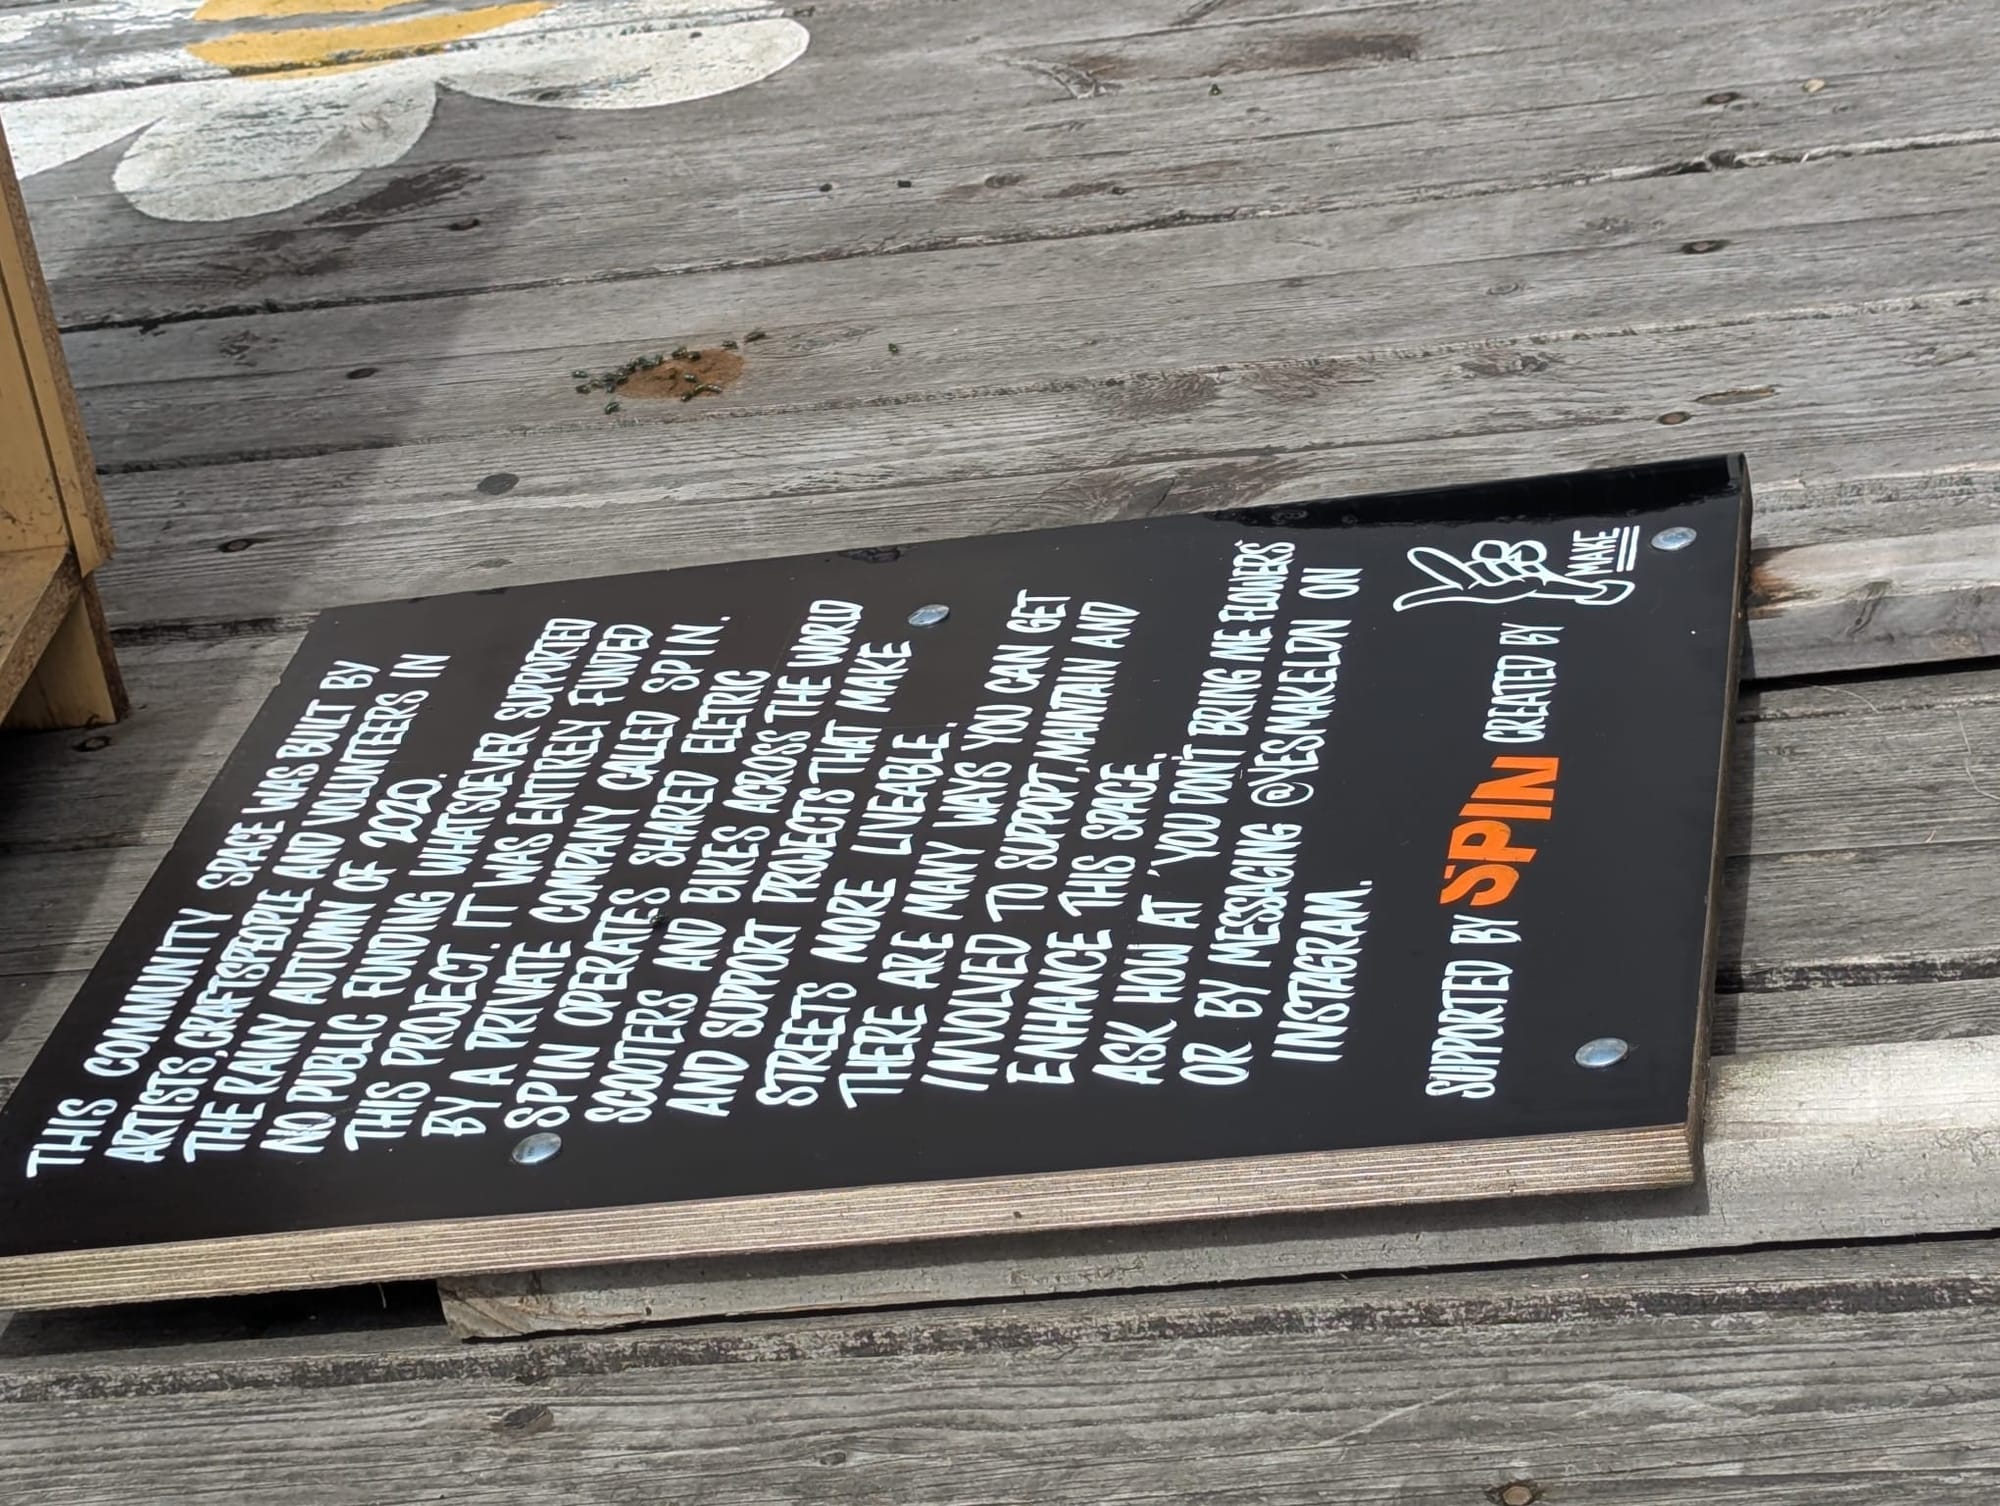 THIS COMMUNITY SPACE WAS BUILT BY
ARTISTS, CRAFTSPEOPLE AND VOLUNTEERS IN
THE RAINY AUTUMN OF 2020.
NO PUBLIC FUNDING WHATSOEVER SUPPORTED
THIS PROJECT. IT WAS ENTIRELY FUNDED
BY A PRIVATE COMPANY CALLED SPIN.
SPIN OPERATES SHARED ELETRIC
SCOOTERS AND BIKES ACROSS THE WORLD
AND SUPPORT PROJECTS THAT MAKE
STREETS MORE LIVEABLE.
THERE ARE MANY WAYS YOU CAN GET
INVOLVED TO SUPPORT, MAINTAIN AND
ENHANCE THIS SPACE.
ASK HOW AT 'YOU DON'T BRING ME FLOWERS'
OR BY MESSAGING @YESMAKELDN ON
INSTAGRAM.
SUPPORTED BY SPIN CREATED BY MAKE